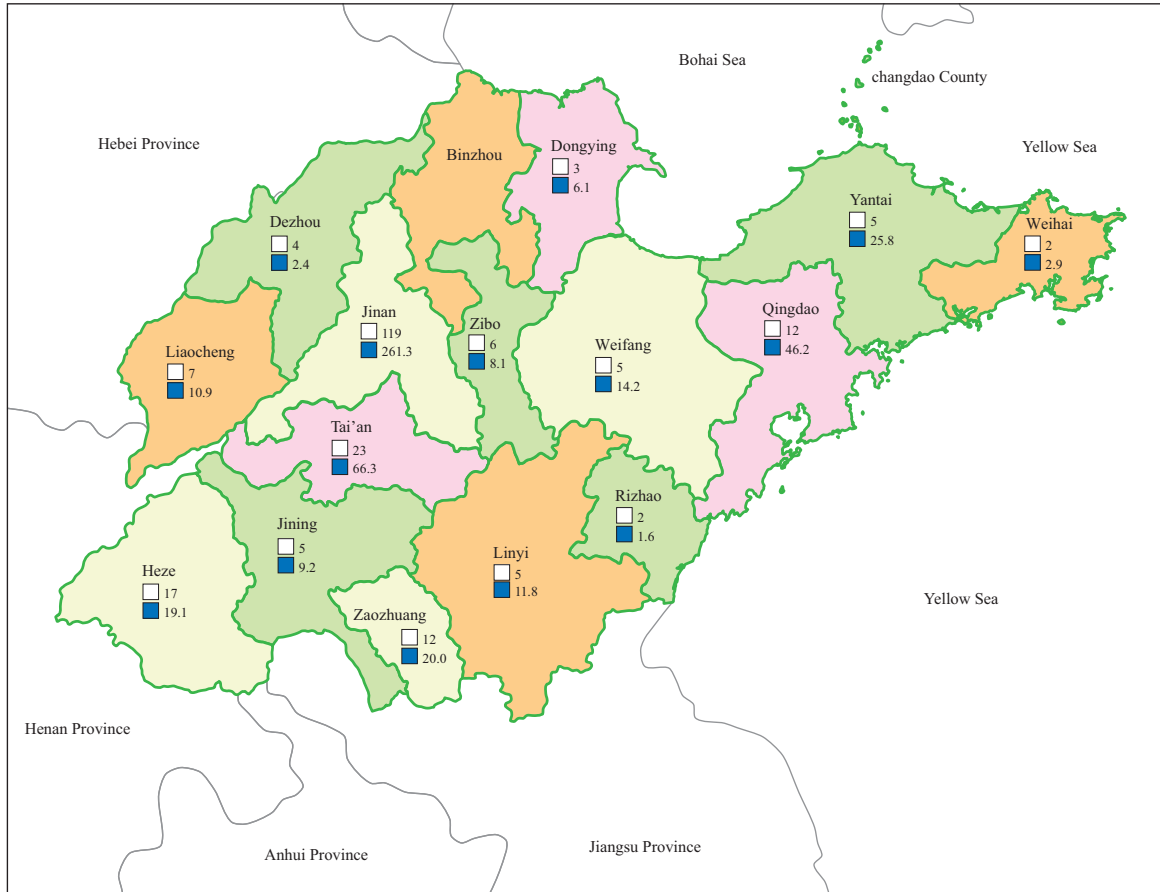 Bohai Sea
changdao County
Hebei Province
Yellow Sea
Binzhou
Dongying
3
6.1
Yantai
5
25.8
Weihai
2
2.9
Dezhou
4
2.4
Jinan
119
261.3
Qingdao
12
46.2
Zibo
6
8.1
Weifang
5
14.2
Liaocheng
7
10.9
Tai’an
23
66.3
Rizhao
2
1.6
Jining
5
9.2
Linyi
5
11.8
Heze
17
19.1
Zaozhuang
12
20.0
Yellow Sea
Henan Province
Anhui Province
Jiangsu Province